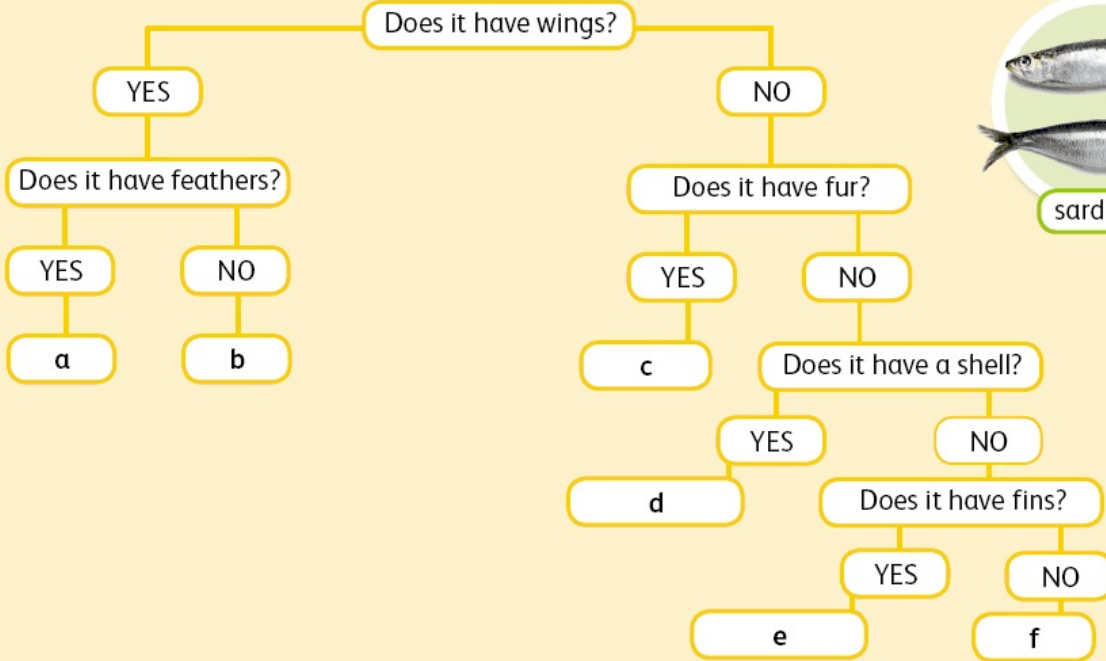 Does it have wings?
YES
NO
Does it have feathers?
Does it have fur?
YES
NO
YES
NO
a
b
c
Does it have a shell?
YES
NO
d
Does it have fins?
YES
NO
e
f
sard